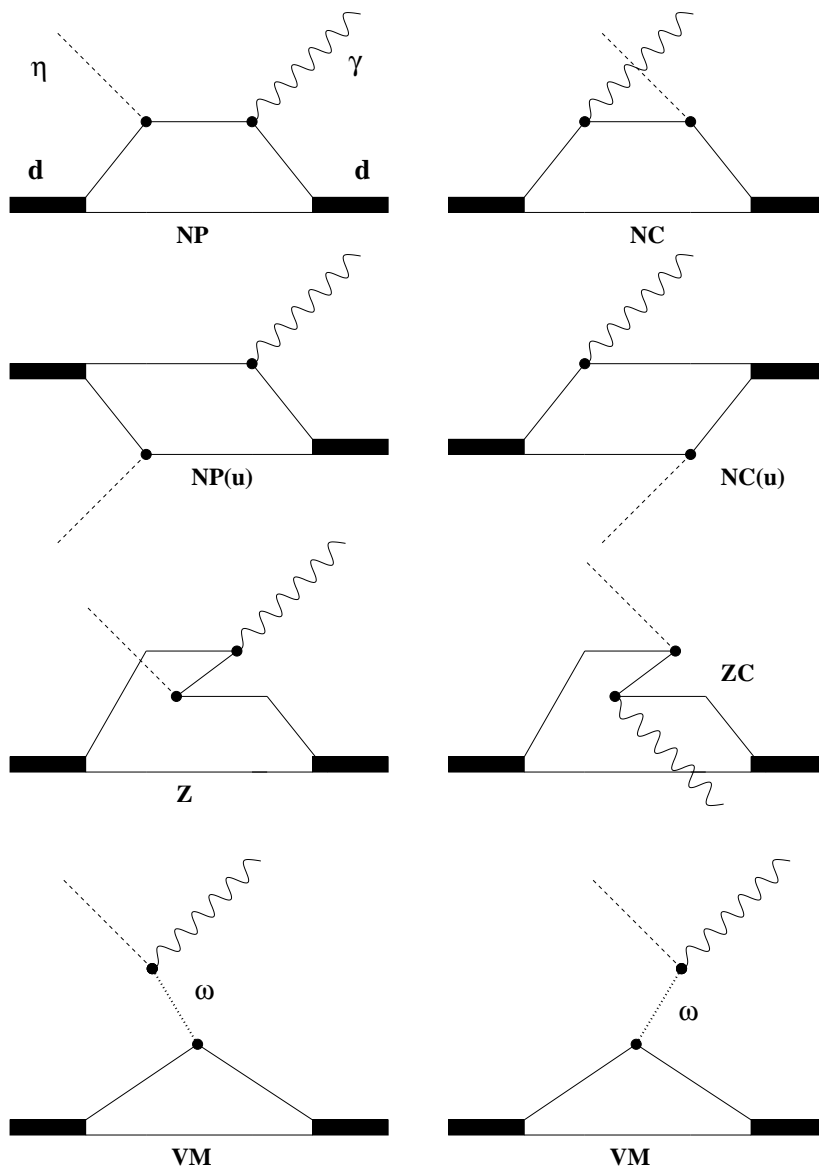 η γ
d d
NP NC
NP(u) NC(u)
ZC
Z
ω ω
VM VM